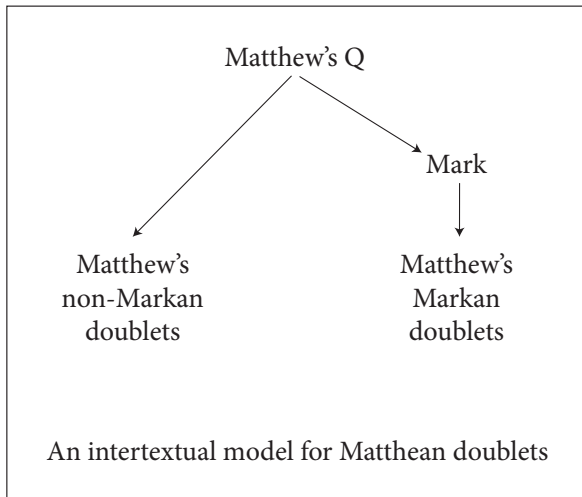 Matthew’s Q
Mark
Matthew’s
non-Markan
doublets
Matthew’s
Markan
doublets
An intertextual model for Matthean doublets